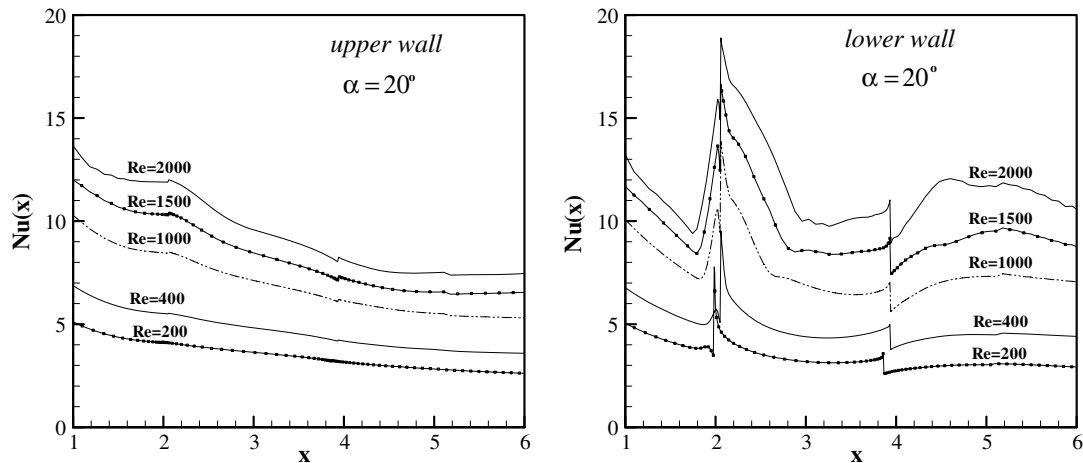 20
15
10
5
0
Nu(x)
upper wall
α = 20°
Re=2000
Re=1500
Re=1000
Re=400
Re=200
1
2
3
4
5
6
x
20
15
10
5
0
Nu(x)
lower wall
α = 20°
Re=2000
Re=1500
Re=1000
Re=400
Re=200
1
2
3
4
5
6
x